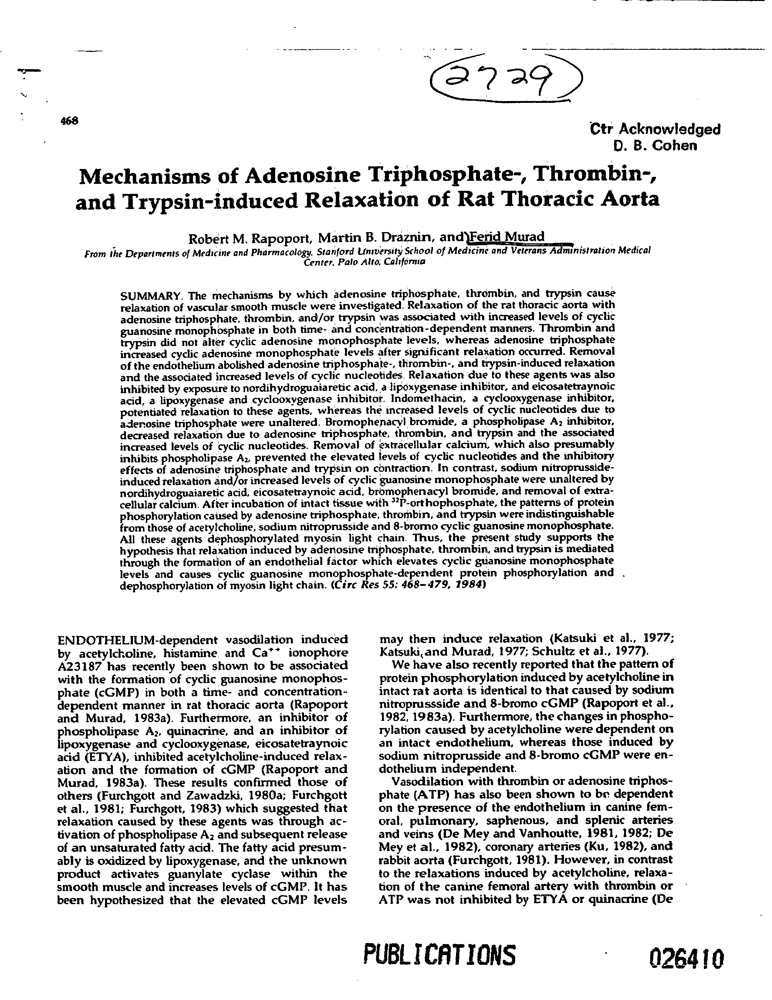 2729
468
Ctr Acknowledged
D. B. Cohen
Mechanisms of Adenosine Triphosphate-, Thrombin-,
and Trypsin-induced Relaxation of Rat Thoracic Aorta
Robert M. Rapoport, Martin B. Draznin, and Ferid Murad
From the Departments of Medicine and Pharmacology, Stanford University School of Medicine and Veterans Administration Medical
Center, Palo Alto, California
SUMMARY. The mechanisms by which adenosine triphosphate, thrombin, and trypsin cause
relaxation of vascular smooth muscle were investigated. Relaxation of the rat thoracic aorta with
adenosine triphosphate, thrombin, and/or trypsin was associated with increased levels of cyclic
guanosine monophosphate in both time- and concentration-dependent manners. Thrombin and
trypsin did not alter cyclic adenosine monophosphate levels, whereas adenosine triphosphate
increased cyclic adenosine monophosphate levels after significant relaxation occurred. Removal
of the endothelium abolished adenosine triphosphate-, thrombin-, and trypsin-induced relaxation
and the associated increased levels of cyclic nucleotides. Relaxation due to these agents was also
inhibited by exposure to nordihydroguaiaretic acid, a lipoxygenase inhibitor, and eicosatetraynoic
acid, a lipoxygenase and cyclooxygenase inhibitor. Indomethacin, a cyclooxygenase inhibitor,
potentiated relaxation to these agents, whereas the increased levels of cyclic nucleotides due to
adenosine triphosphate were unaltered. Bromophenacyl bromide, a phospholipase A₂ inhibitor,
decreased relaxation due to adenosine triphosphate, thrombin, and trypsin and the associated
increased levels of cyclic nucleotides. Removal of extracellular calcium, which also presumably
inhibits phospholipase A₂, prevented the elevated levels of cyclic nucleotides and the inhibitory
effects of adenosine triphosphate and trypsin on contraction. In contrast, sodium nitroprusside-
induced relaxation and/or increased levels of cyclic guanosine monophosphate were unaltered by
nordihydroguaiaretic acid, eicosatetraynoic acid, bromophenacyl bromide, and removal of extra-
cellular calcium. After incubation of intact tissue with ³²P-orthophosphate, the patterns of protein
phosphorylation caused by adenosine triphosphate, thrombin, and trypsin were indistinguishable
from those of acetylcholine, sodium nitroprusside and 8-bromo cyclic guanosine monophosphate.
All these agents dephosphorylated myosin light chain. Thus, the present study supports the
hypothesis that relaxation induced by adenosine triphosphate, thrombin, and trypsin is mediated
through the formation of an endothelial factor which elevates cyclic guanosine monophosphate
levels and causes cyclic guanosine monophosphate-dependent protein phosphorylation and
dephosphorylation of myosin light chain. (Circ Res 55: 468–479, 1984)
ENDOTHELIUM-dependent vasodilation induced
by acetylcholine, histamine and Ca⁺⁺ ionophore
A23187 has recently been shown to be associated
with the formation of cyclic guanosine monophos-
phate (cGMP) in both a time- and concentration-
dependent manner in rat thoracic aorta (Rapoport
and Murad, 1983a). Furthermore, an inhibitor of
phospholipase A₂, quinacrine, and an inhibitor of
lipoxygenase and cyclooxygenase, eicosatetraynoic
acid (ETYA), inhibited acetylcholine-induced relax-
ation and the formation of cGMP (Rapoport and
Murad, 1983a). These results confirmed those of
others (Furchgott and Zawadzki, 1980a; Furchgott
et al., 1981; Furchgott, 1983) which suggested that
relaxation caused by these agents was through ac-
tivation of phospholipase A₂ and subsequent release
of an unsaturated fatty acid. The fatty acid presum-
ably is oxidized by lipoxygenase, and the unknown
product activates guanylate cyclase within the
smooth muscle and increases levels of cGMP. It has
been hypothesized that the elevated cGMP levels
may then induce relaxation (Katsuki et al., 1977;
Katsuki and Murad, 1977; Schultz et al., 1977).
We have also recently reported that the pattern of
protein phosphorylation induced by acetylcholine in
intact rat aorta is identical to that caused by sodium
nitroprussside and 8-bromo cGMP (Rapoport et al.,
1982, 1983a). Furthermore, the changes in phospho-
rylation caused by acetylcholine were dependent on
an intact endothelium, whereas those induced by
sodium nitroprusside and 8-bromo cGMP were en-
dothelium independent.
Vasodilation with thrombin or adenosine triphos-
phate (ATP) has also been shown to be dependent
on the presence of the endothelium in canine fem-
oral, pulmonary, saphenous, and splenic arteries
and veins (De Mey and Vanhoutte, 1981, 1982; De
Mey et al., 1982), coronary arteries (Ku, 1982), and
rabbit aorta (Furchgott, 1981). However, in contrast
to the relaxations induced by acetylcholine, relaxa-
tion of the canine femoral artery with thrombin or
ATP was not inhibited by ETYA or quinacrine (De
PUBLICATIONS
026410